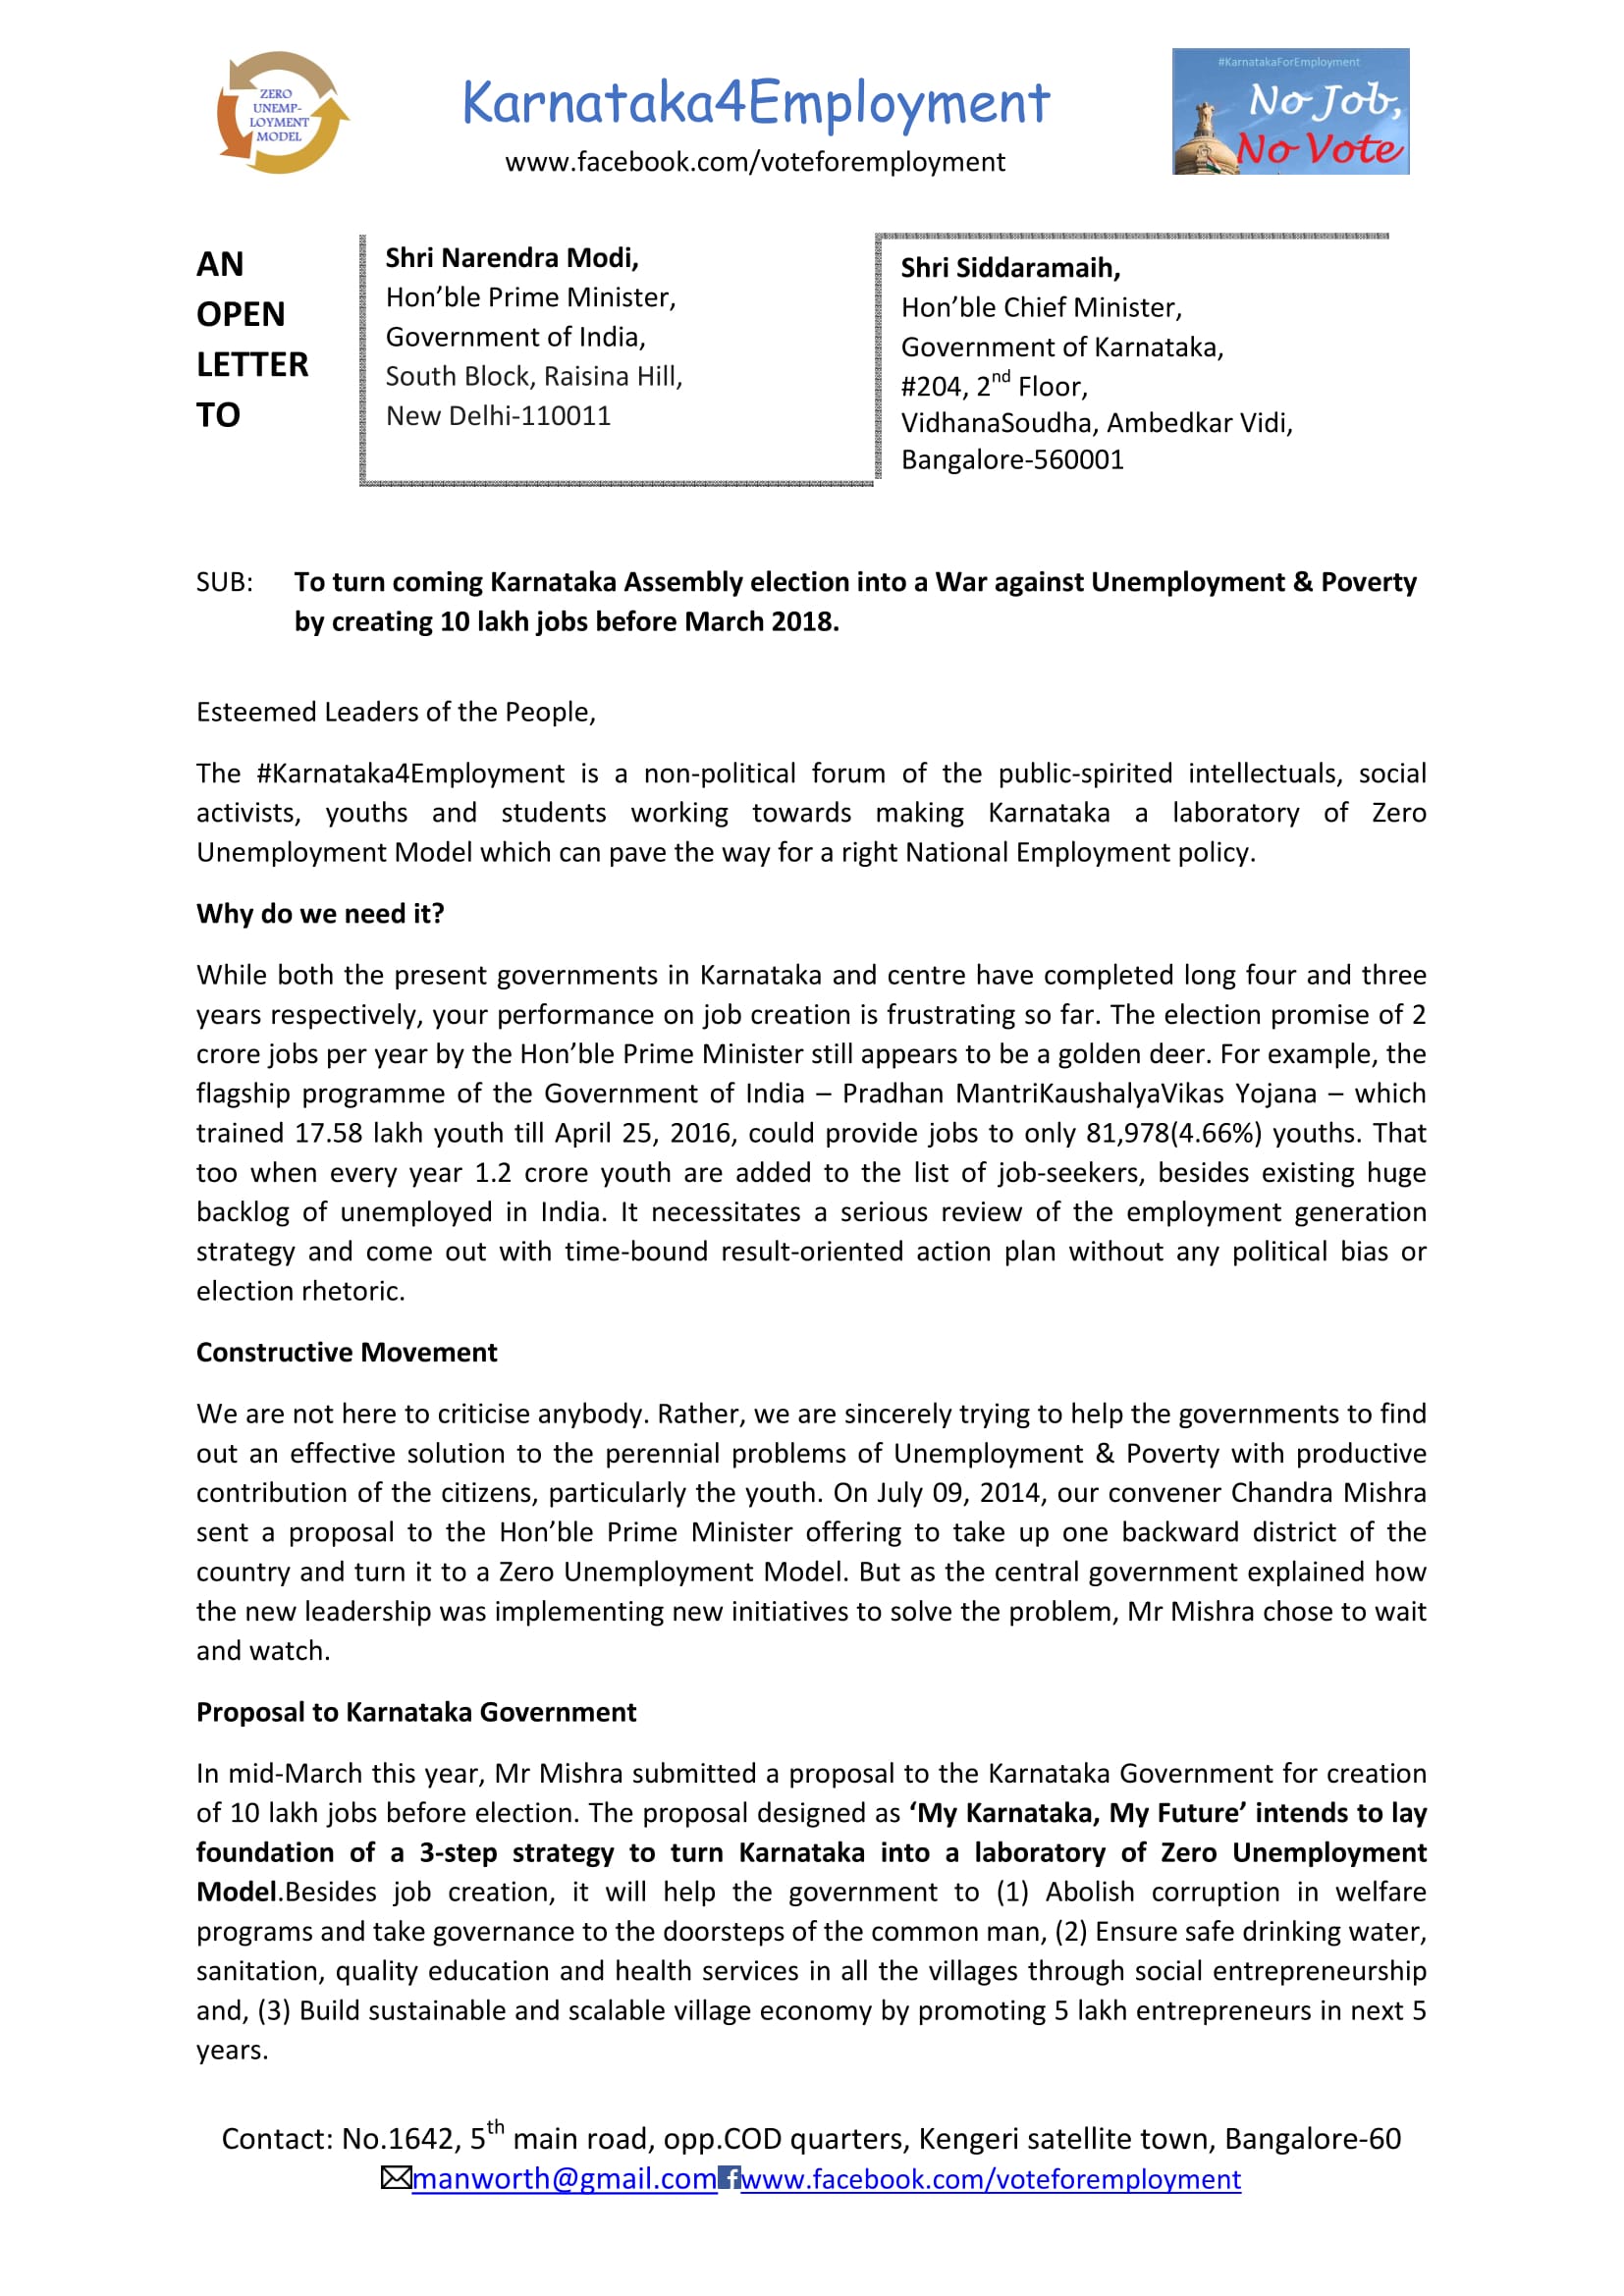 ZERO
UNEMP-
LOYMENT
MODEL
Karnataka4Employment
www.facebook.com/voteforemployment
#KarnatakaForEmployment
No Job,
No Vote
AN
OPEN
LETTER
TO
Shri Narendra Modi,
Hon’ble Prime Minister,
Government of India,
South Block, Raisina Hill,
New Delhi-110011
Shri Siddaramaih,
Hon’ble Chief Minister,
Government of Karnataka,
#204, 2nd Floor,
VidhanaSoudha, Ambedkar Vidi,
Bangalore-560001
SUB: To turn coming Karnataka Assembly election into a War against Unemployment & Poverty
by creating 10 lakh jobs before March 2018.
Esteemed Leaders of the People,
The #Karnataka4Employment is a non-political forum of the public-spirited intellectuals, social
activists, youths and students working towards making Karnataka a laboratory of Zero
Unemployment Model which can pave the way for a right National Employment policy.
Why do we need it?
While both the present governments in Karnataka and centre have completed long four and three
years respectively, your performance on job creation is frustrating so far. The election promise of 2
crore jobs per year by the Hon’ble Prime Minister still appears to be a golden deer. For example, the
flagship programme of the Government of India – Pradhan MantriKaushalyaVikas Yojana – which
trained 17.58 lakh youth till April 25, 2016, could provide jobs to only 81,978(4.66%) youths. That
too when every year 1.2 crore youth are added to the list of job-seekers, besides existing huge
backlog of unemployed in India. It necessitates a serious review of the employment generation
strategy and come out with time-bound result-oriented action plan without any political bias or
election rhetoric.
Constructive Movement
We are not here to criticise anybody. Rather, we are sincerely trying to help the governments to find
out an effective solution to the perennial problems of Unemployment & Poverty with productive
contribution of the citizens, particularly the youth. On July 09, 2014, our convener Chandra Mishra
sent a proposal to the Hon’ble Prime Minister offering to take up one backward district of the
country and turn it to a Zero Unemployment Model. But as the central government explained how
the new leadership was implementing new initiatives to solve the problem, Mr Mishra chose to wait
and watch.
Proposal to Karnataka Government
In mid-March this year, Mr Mishra submitted a proposal to the Karnataka Government for creation
of 10 lakh jobs before election. The proposal designed as ‘My Karnataka, My Future’ intends to lay
foundation of a 3-step strategy to turn Karnataka into a laboratory of Zero Unemployment
Model.Besides job creation, it will help the government to (1) Abolish corruption in welfare
programs and take governance to the doorsteps of the common man, (2) Ensure safe drinking water,
sanitation, quality education and health services in all the villages through social entrepreneurship
and, (3) Build sustainable and scalable village economy by promoting 5 lakh entrepreneurs in next 5
years.
Contact: No.1642, 5th main road, opp.COD quarters, Kengeri satellite town, Bangalore-60
manworth@gmail.com f www.facebook.com/voteforemployment